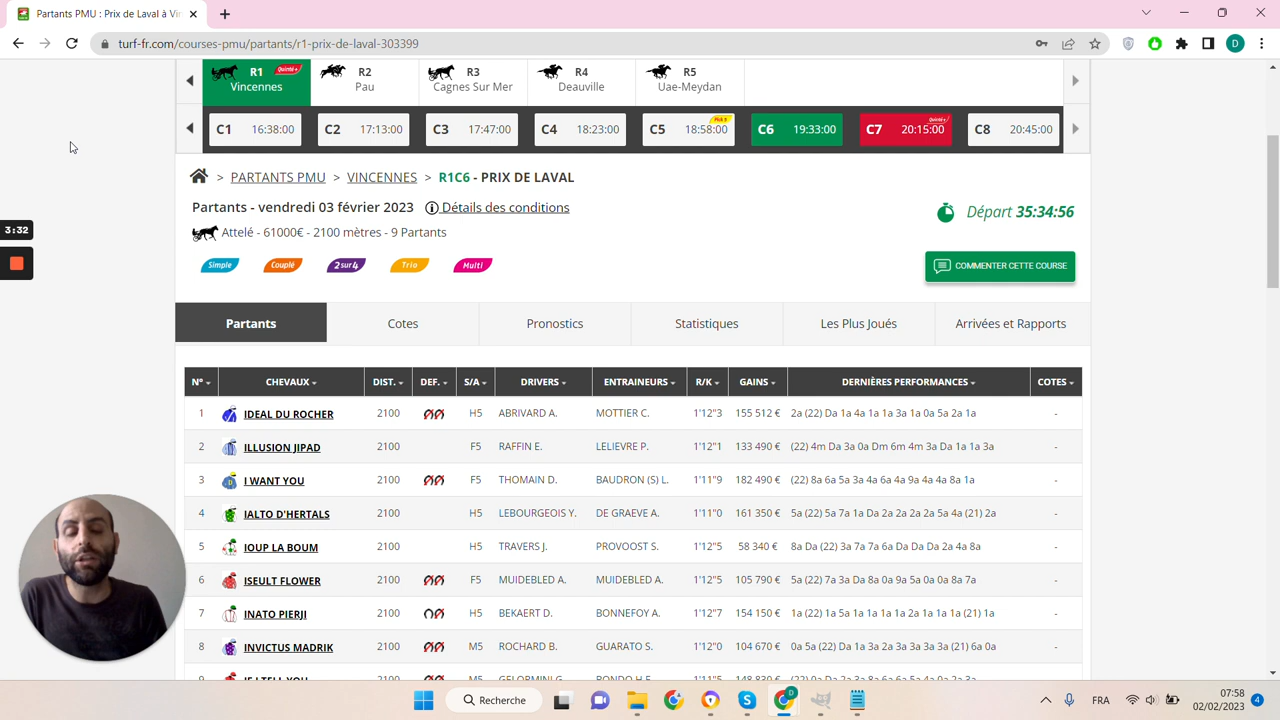 Partants PMU : Prix de Laval à Vin
turf-fr.com/courses-pmu/partants/r1-prix-de-laval-303399
D
R1 Quinté+ R2 R3 R4 R5
Vincennes Pau Cagnes Sur Mer Deauville Uae-Meydan
C1 16:38:00 C2 17:13:00 C3 17:47:00 C4 18:23:00 C5 18:58:00 Pick 5 C6 19:33:00 C7 20:15:00 Quinté+ C8 20:45:00
> PARTANTS PMU > VINCENNES > R1C6 - PRIX DE LAVAL
Partants - vendredi 03 février 2023 Détails des conditions
Départ 35:34:56
3:32
Attelé - 61000€ - 2100 mètres - 9 Partants
Simple Couplé 2sur4 Trio Multi
COMMENTER CETTE COURSE
Partants Cotes Pronostics Statistiques Les Plus Joués Arrivées et Rapports
N° CHEVAUX DIST. DEF. S/A DRIVERS ENTRAINEURS R/K GAINS DERNIÈRES PERFORMANCES COTES
1 IDEAL DU ROCHER 2100 H5 ABRIVARD A. MOTTIER C. 1'12"3 155 512 € 2a (22) Da 1a 4a 1a 1a 3a 1a 0a 5a 2a 1a -
2 ILLUSION JIPAD 2100 F5 RAFFIN E. LELIEVRE P. 1'12"1 133 490 € (22) 4m Da 3a 0a Dm 6m 4m 3a Da 1a 1a 3a -
3 I WANT YOU 2100 F5 THOMAIN D. BAUDRON (S) L. 1'11"9 182 490 € (22) 8a 6a 5a 3a 4a 6a 4a 9a 4a 4a 8a 1a -
4 IALTO D'HERTALS 2100 H5 LEBOURGEOIS Y. DE GRAEVE A. 1'11"0 161 350 € 5a (22) 5a 7a 1a Da 2a 2a 2a 2a 5a 4a (21) 2a -
5 IOUP LA BOUM 2100 H5 TRAVERS J. PROVOOST S. 1'12"5 58 340 € 8a Da (22) 3a 7a 7a 6a Da Da Da 2a 4a 8a -
6 ISEULT FLOWER 2100 F5 MUIDEBLED A. MUIDEBLED A. 1'12"5 105 790 € 5a (22) 7a 3a Da 8a 0a 9a 5a 0a 0a 8a 7a -
7 INATO PIERJI 2100 H5 BEKAERT D. BONNEFOY A. 1'12"7 154 150 € 1a (22) 1a 5a 1a 1a 1a 1a 2a 1a 1a 1a (21) 1a -
8 INVICTUS MADRIK 2100 M5 ROCHARD B. GUARATO S. 1'12"0 104 670 € 0a 5a (22) Da 1a 3a 2a 3a 3a 3a 3a (21) 6a 0a -
Recherche
FRA
07:58
02/02/2023
4